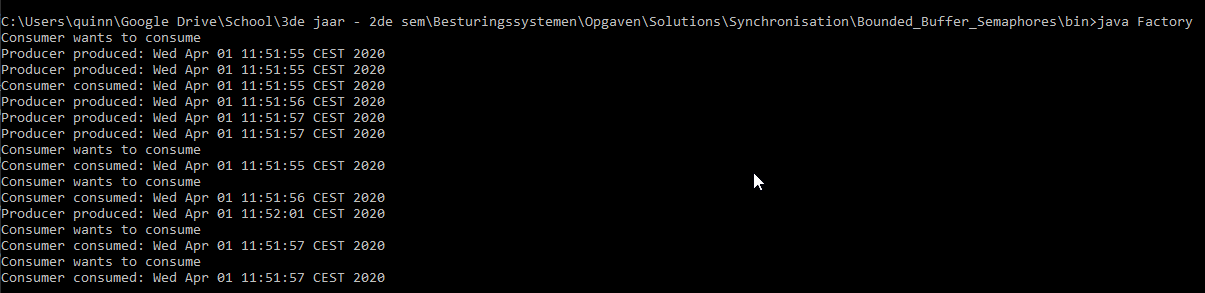 C:\Users\quinn\Google Drive\School\3de jaar - 2de sem\Besturingssystemen\Opgaven\Solutions\Synchronisation\Bounded_Buffer_Semaphores\bin>java Factory
Consumer wants to consume
Producer produced: Wed Apr 01 11:51:55 CEST 2020
Producer produced: Wed Apr 01 11:51:55 CEST 2020
Consumer consumed: Wed Apr 01 11:51:55 CEST 2020
Producer produced: Wed Apr 01 11:51:56 CEST 2020
Producer produced: Wed Apr 01 11:51:57 CEST 2020
Producer produced: Wed Apr 01 11:51:57 CEST 2020
Consumer wants to consume
Consumer consumed: Wed Apr 01 11:51:55 CEST 2020
Consumer wants to consume
Consumer consumed: Wed Apr 01 11:51:56 CEST 2020
Producer produced: Wed Apr 01 11:52:01 CEST 2020
Consumer wants to consume
Consumer consumed: Wed Apr 01 11:51:57 CEST 2020
Consumer wants to consume
Consumer consumed: Wed Apr 01 11:51:57 CEST 2020